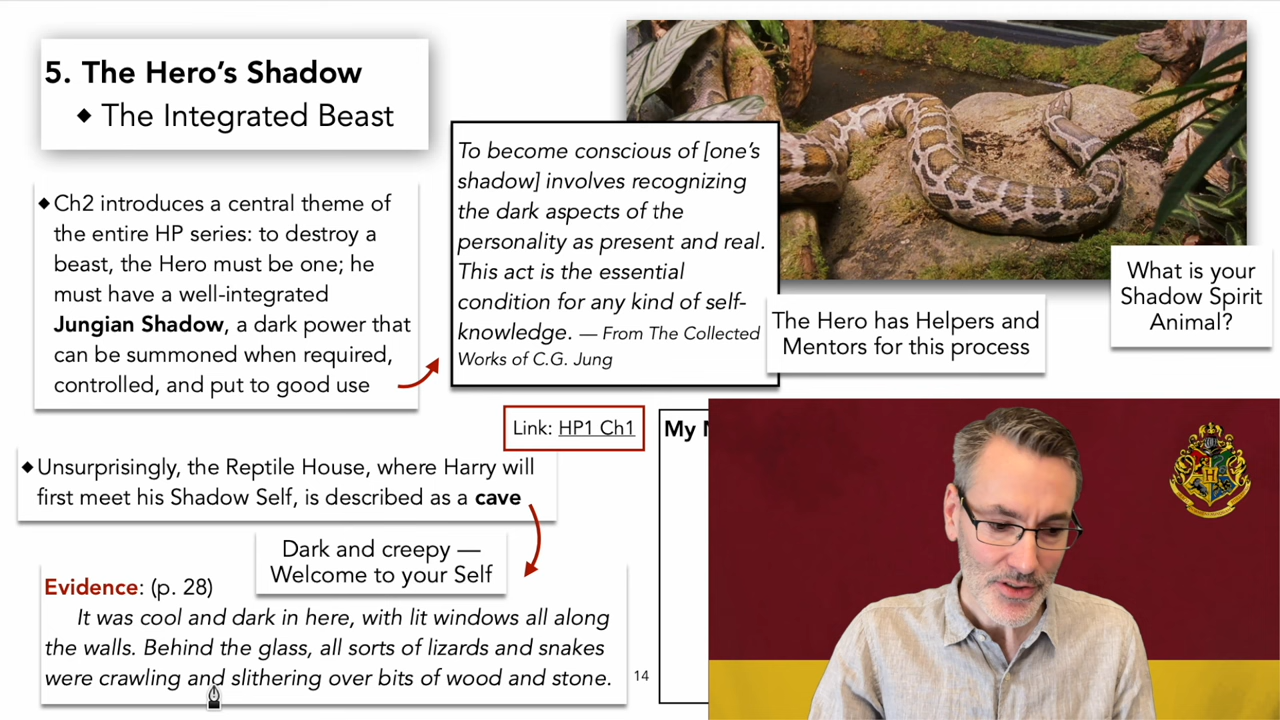 5. The Hero's Shadow
◆ The Integrated Beast
◆ Ch2 introduces a central theme of
the entire HP series: to destroy a
beast, the Hero must be one; he
must have a well-integrated
Jungian Shadow, a dark power that
can be summoned when required,
controlled, and put to good use
To become conscious of [one's
shadow] involves recognizing
the dark aspects of the
personality as present and real.
This act is the essential
condition for any kind of self-
knowledge. — From The Collected
Works of C.G. Jung
What is your
Shadow Spirit
Animal?
The Hero has Helpers and
Mentors for this process
Link: HP1 Ch1
My
◆ Unsurprisingly, the Reptile House, where Harry will
first meet his Shadow Self, is described as a cave
Dark and creepy —
Welcome to your Self
Evidence: (p. 28)
It was cool and dark in here, with lit windows all along
the walls. Behind the glass, all sorts of lizards and snakes
were crawling and slithering over bits of wood and stone.
14
H